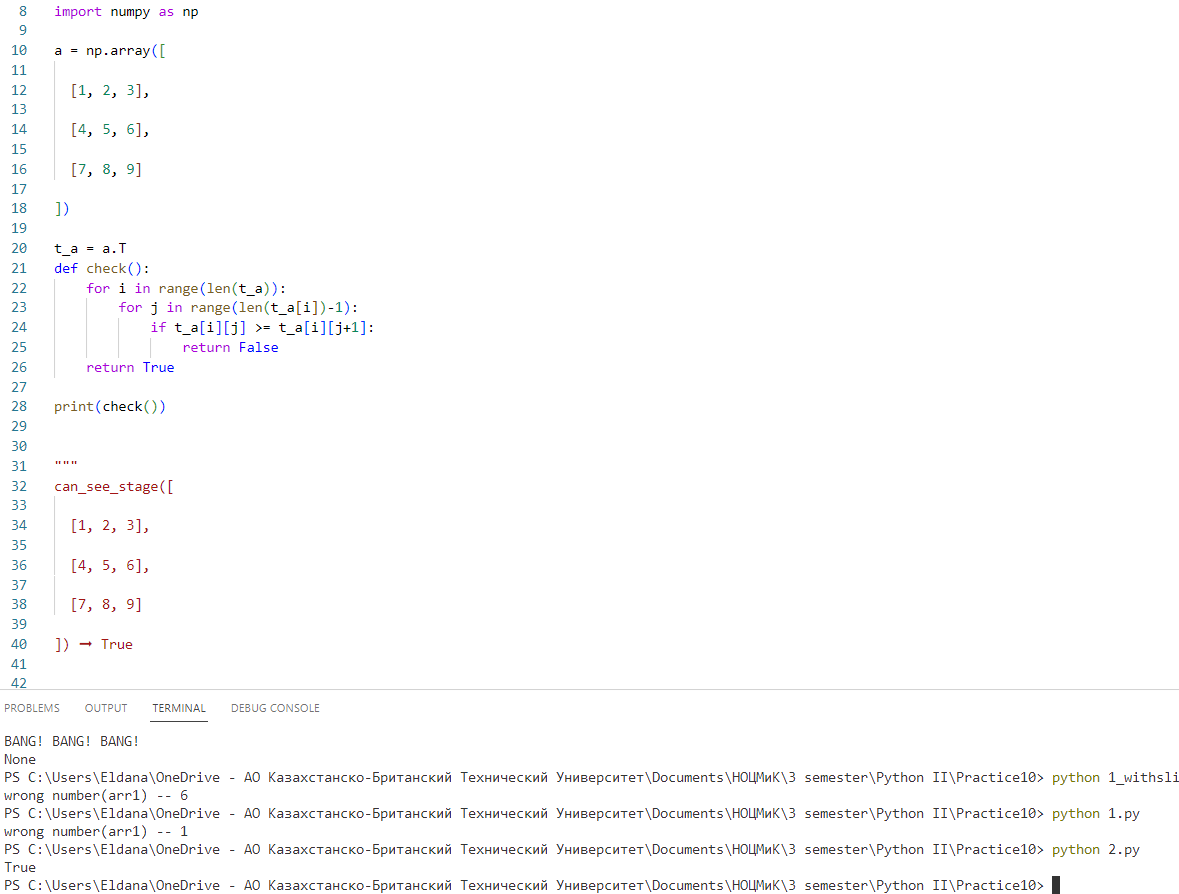 8 import numpy as np
9
10 a = np.array([
11
12 [1, 2, 3],
13
14 [4, 5, 6],
15
16 [7, 8, 9]
17
18 ])
19
20 t_a = a.T
21 def check():
22 for i in range(len(t_a)):
23 for j in range(len(t_a[i])-1):
24 if t_a[i][j] >= t_a[i][j+1]:
25 return False
26 return True
27
28 print(check())
29
30
31 """
32 can_see_stage([
33
34 [1, 2, 3],
35
36 [4, 5, 6],
37
38 [7, 8, 9]
39
40 ]) ➞ True
41
42
PROBLEMS OUTPUT TERMINAL DEBUG CONSOLE
BANG! BANG! BANG!
None
PS C:\Users\Eldana\OneDrive - АО Казахстанско-Британский Технический Университет\Documents\НОЦМиК\3 semester\Python II\Practice10> python 1_withsli
wrong number(arr1) -- 6
PS C:\Users\Eldana\OneDrive - АО Казахстанско-Британский Технический Университет\Documents\НОЦМиК\3 semester\Python II\Practice10> python 1.py
wrong number(arr1) -- 1
PS C:\Users\Eldana\OneDrive - АО Казахстанско-Британский Технический Университет\Documents\НОЦМиК\3 semester\Python II\Practice10> python 2.py
True
PS C:\Users\Eldana\OneDrive - АО Казахстанско-Британский Технический Университет\Documents\НОЦМиК\3 semester\Python II\Practice10>